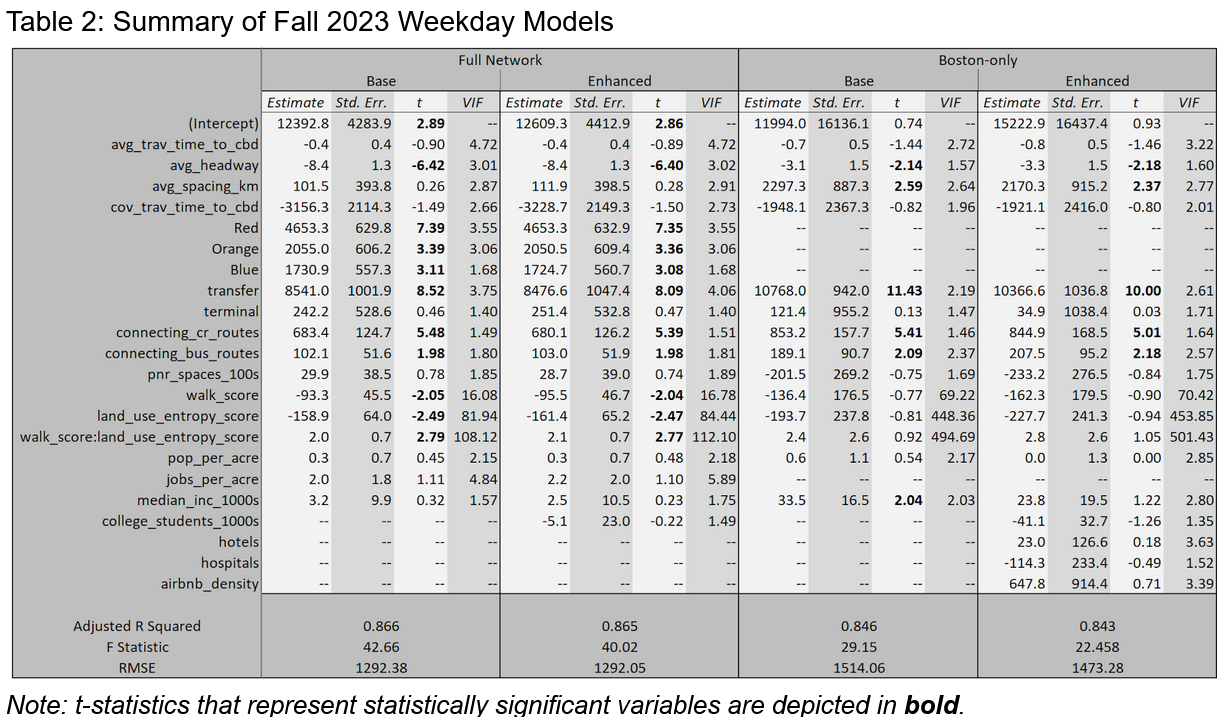 Table 2: Summary of Fall 2023 Weekday Models
Full Network Boston-only
Base Enhanced Base Enhanced
Estimate Std. Err. t VIF Estimate Std. Err. t VIF Estimate Std. Err. t VIF Estimate Std. Err. t VIF
(Intercept) 12392.8 4283.9 2.89 -- 12609.3 4412.9 2.86 -- 11994.0 16136.1 0.74 -- 15222.9 16437.4 0.93 --
avg_trav_time_to_cbd -0.4 0.4 -0.90 4.72 -0.4 0.4 -0.89 4.72 -0.7 0.5 -1.44 2.72 -0.8 0.5 -1.46 3.22
avg_headway -8.4 1.3 -6.42 3.01 -8.4 1.3 -6.40 3.02 -3.1 1.5 -2.14 1.57 -3.3 1.5 -2.18 1.60
avg_spacing_km 101.5 393.8 0.26 2.87 111.9 398.5 0.28 2.91 2297.3 887.3 2.59 2.64 2170.3 915.2 2.37 2.77
cov_trav_time_to_cbd -3156.3 2114.3 -1.49 2.66 -3228.7 2149.3 -1.50 2.73 -1948.1 2367.3 -0.82 1.96 -1921.1 2416.0 -0.80 2.01
Red 4653.3 629.8 7.39 3.55 4653.3 632.9 7.35 3.55 -- -- -- -- -- -- -- --
Orange 2055.0 606.2 3.39 3.06 2050.5 609.4 3.36 3.06 -- -- -- -- -- -- -- --
Blue 1730.9 557.3 3.11 1.68 1724.7 560.7 3.08 1.68 -- -- -- -- -- -- -- --
transfer 8541.0 1001.9 8.52 3.75 8476.6 1047.4 8.09 4.06 10768.0 942.0 11.43 2.19 10366.6 1036.8 10.00 2.61
terminal 242.2 528.6 0.46 1.40 251.4 532.8 0.47 1.40 121.4 955.2 0.13 1.47 34.9 1038.4 0.03 1.71
connecting_cr_routes 683.4 124.7 5.48 1.49 680.1 126.2 5.39 1.51 853.2 157.7 5.41 1.46 844.9 168.5 5.01 1.64
connecting_bus_routes 102.1 51.6 1.98 1.80 103.0 51.9 1.98 1.81 189.1 90.7 2.09 2.37 207.5 95.2 2.18 2.57
pnr_spaces_100s 29.9 38.5 0.78 1.85 28.7 39.0 0.74 1.89 -201.5 269.2 -0.75 1.69 -233.2 276.5 -0.84 1.75
walk_score -93.3 45.5 -2.05 16.08 -95.5 46.7 -2.04 16.78 -136.4 176.5 -0.77 69.22 -162.3 179.5 -0.90 70.42
land_use_entropy_score -158.9 64.0 -2.49 81.94 -161.4 65.2 -2.47 84.44 -193.7 237.8 -0.81 448.36 -227.7 241.3 -0.94 453.85
walk_score:land_use_entropy_score 2.0 0.7 2.79 108.12 2.1 0.7 2.77 112.10 2.4 2.6 0.92 494.69 2.8 2.6 1.05 501.43
pop_per_acre 0.3 0.7 0.45 2.15 0.3 0.7 0.48 2.18 0.6 1.1 0.54 2.17 0.0 1.3 0.00 2.85
jobs_per_acre 2.0 1.8 1.11 4.84 2.2 2.0 1.10 5.89 -- -- -- -- -- -- -- --
median_inc_1000s 3.2 9.9 0.32 1.57 2.5 10.5 0.23 1.75 33.5 16.5 2.04 2.03 23.8 19.5 1.22 2.80
college_students_1000s -- -- -- -- -5.1 23.0 -0.22 1.49 -- -- -- -- -41.1 32.7 -1.26 1.35
hotels -- -- -- -- -- -- -- -- -- -- -- -- 23.0 126.6 0.18 3.63
hospitals -- -- -- -- -- -- -- -- -- -- -- -- -114.3 233.4 -0.49 1.52
airbnb_density -- -- -- -- -- -- -- -- -- -- -- -- 647.8 914.4 0.71 3.39
Adjusted R Squared 0.866 0.865 0.846 0.843
F Statistic 42.66 40.02 29.15 22.458
RMSE 1292.38 1292.05 1514.06 1473.28
Note: t-statistics that represent statistically significant variables are depicted in bold.